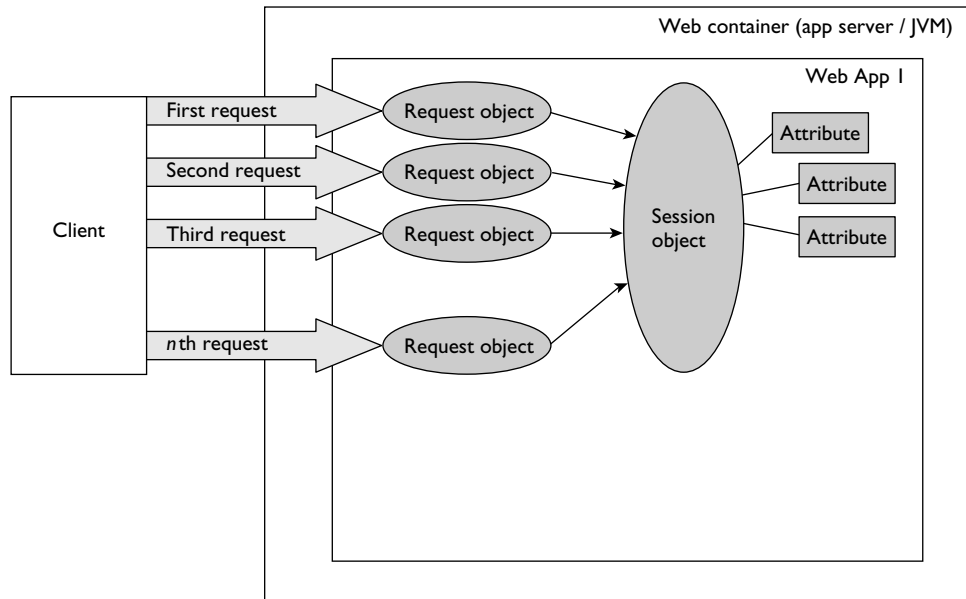 Web container (app server / JVM)
Web App 1
First request
Request object
Attribute
Second request
Request object
Attribute
Client
Third request
Request object
Session
object
Attribute
nth request
Request object